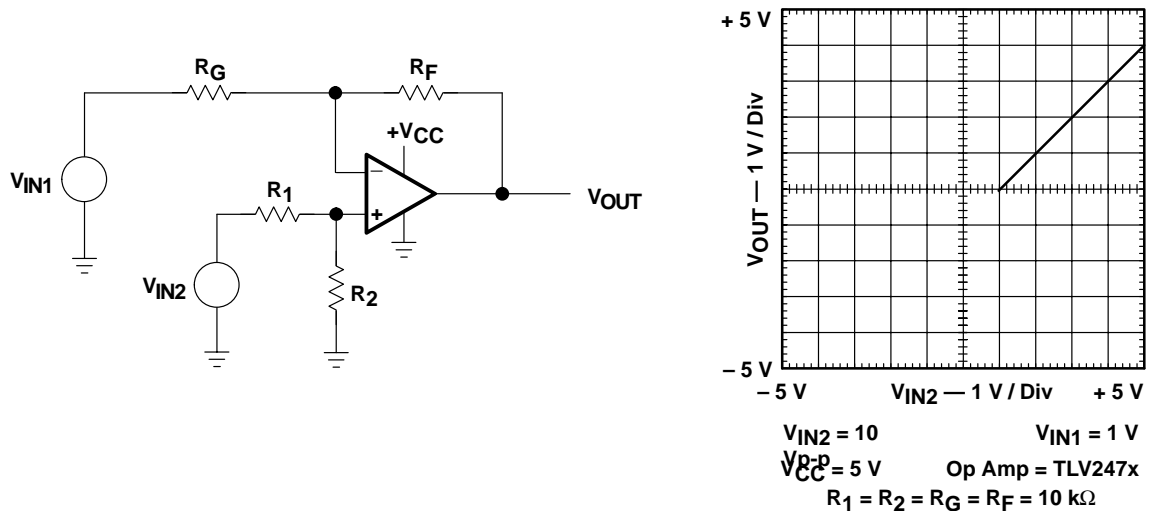 RG
RF
+VCC
VIN1
R1
–
+
VOUT
VIN2
R2
+ 5 V
VOUT — 1 V / Div
– 5 V
– 5 V
VIN2 — 1 V / Div
+ 5 V
VIN2 = 10
Vp-p
VIN1 = 1 V
VCC = 5 V
Op Amp = TLV247x
R1 = R2 = RG = RF = 10 kΩ